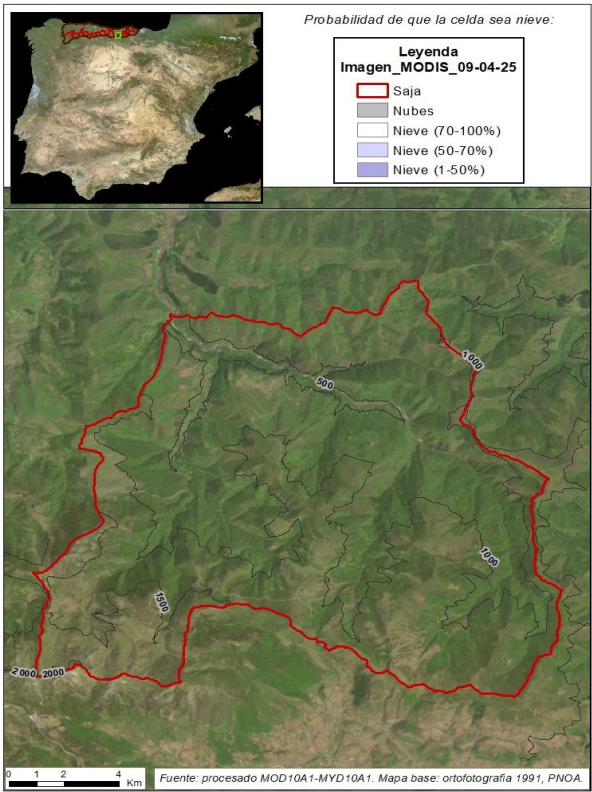 Probabilidad de que la celda sea nieve:
Leyenda
Imagen_MODIS_09-04-25
Saja
Nubes
Nieve (70-100%)
Nieve (50-70%)
Nieve (1-50%)
1000
500
1000
1500
2000
2000
0 1 2 4
Km
Fuente: procesado MOD10A1-MYD10A1. Mapa base: ortofotografía 1991, PNOA.